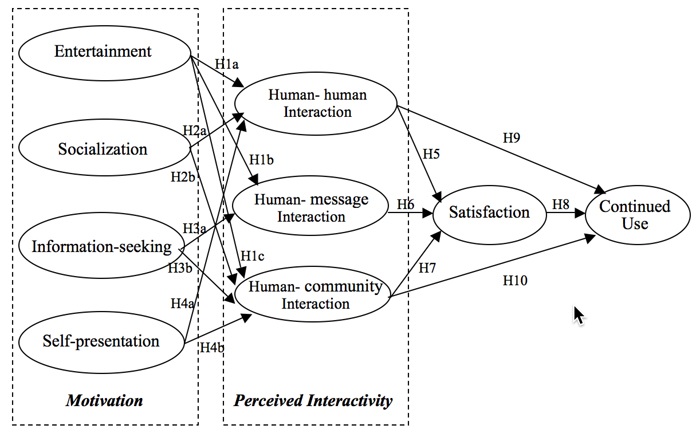 Entertainment
H1a
Human- human
Interaction
H2a
Socialization
H1b
H5
H9
H2b
Human- message
Interaction
H6
Satisfaction
H8
Continued
Use
H3a
Information-seeking
H3b
H1c
H7
H10
Human- community
Interaction
H4a
Self-presentation
H4b
Motivation
Perceived Interactivity